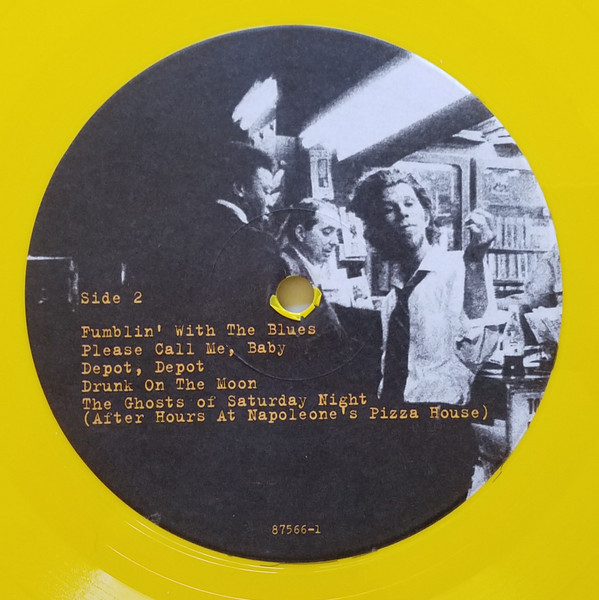 Side 2
Fumblin' With The Blues
Please Call Me, Baby
Depot, Depot
Drunk On The Moon
The Ghosts of Saturday Night
(After Hours At Napoleone's Pizza House)
87566-1